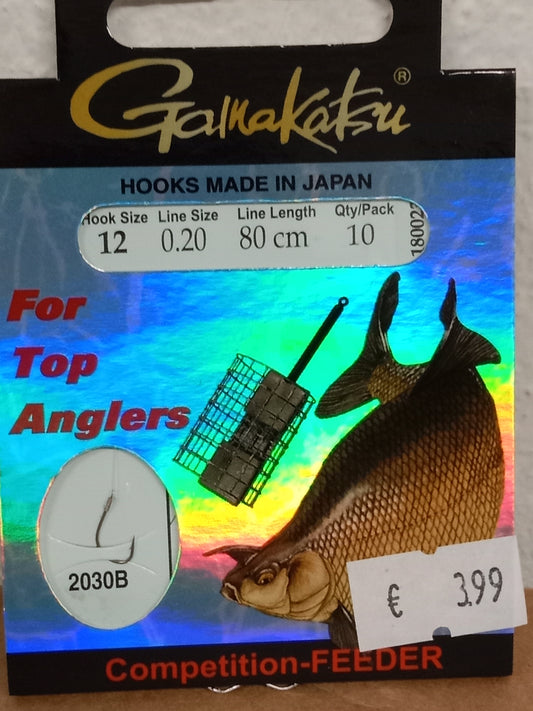 Gamakatsu®
HOOKS MADE IN JAPAN
Hook Size Line Size Line Length Qty/Pack
12 0.20 80 cm 10
For
Top
Anglers
2030B
€ 3.99
Competition-FEEDER